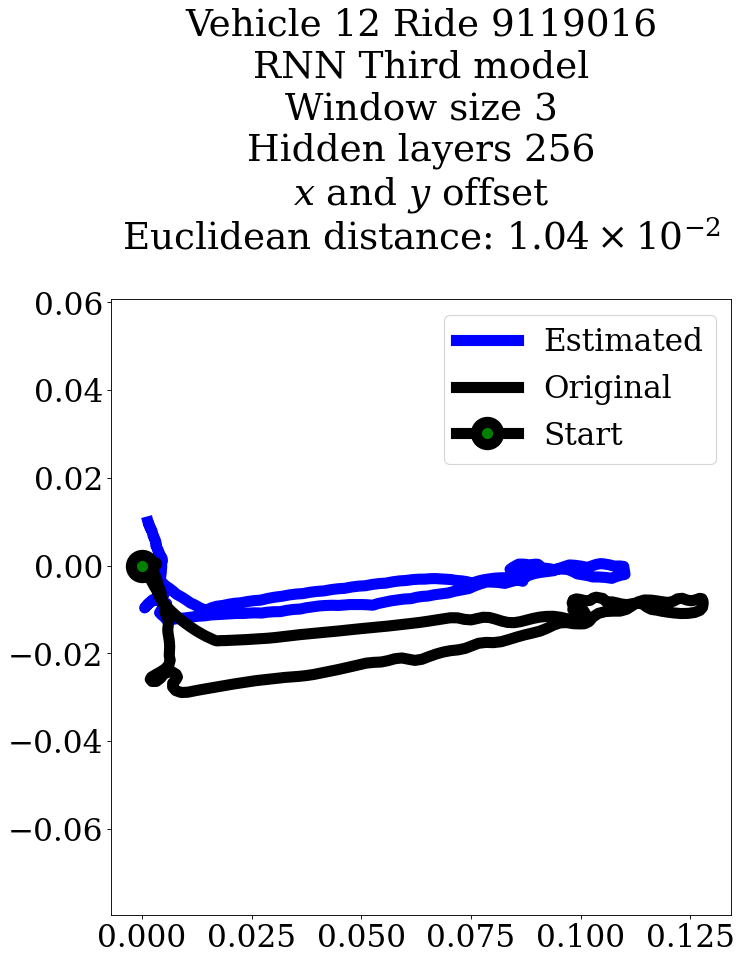 Vehicle 12 Ride 9119016
RNN Third model
Window size 3
Hidden layers 256
x and y offset
Euclidean distance: 1.04 × 10⁻²
0.06
0.04
0.02
0.00
−0.02
−0.04
−0.06
Estimated
Original
Start
0.000 0.025 0.050 0.075 0.100 0.125